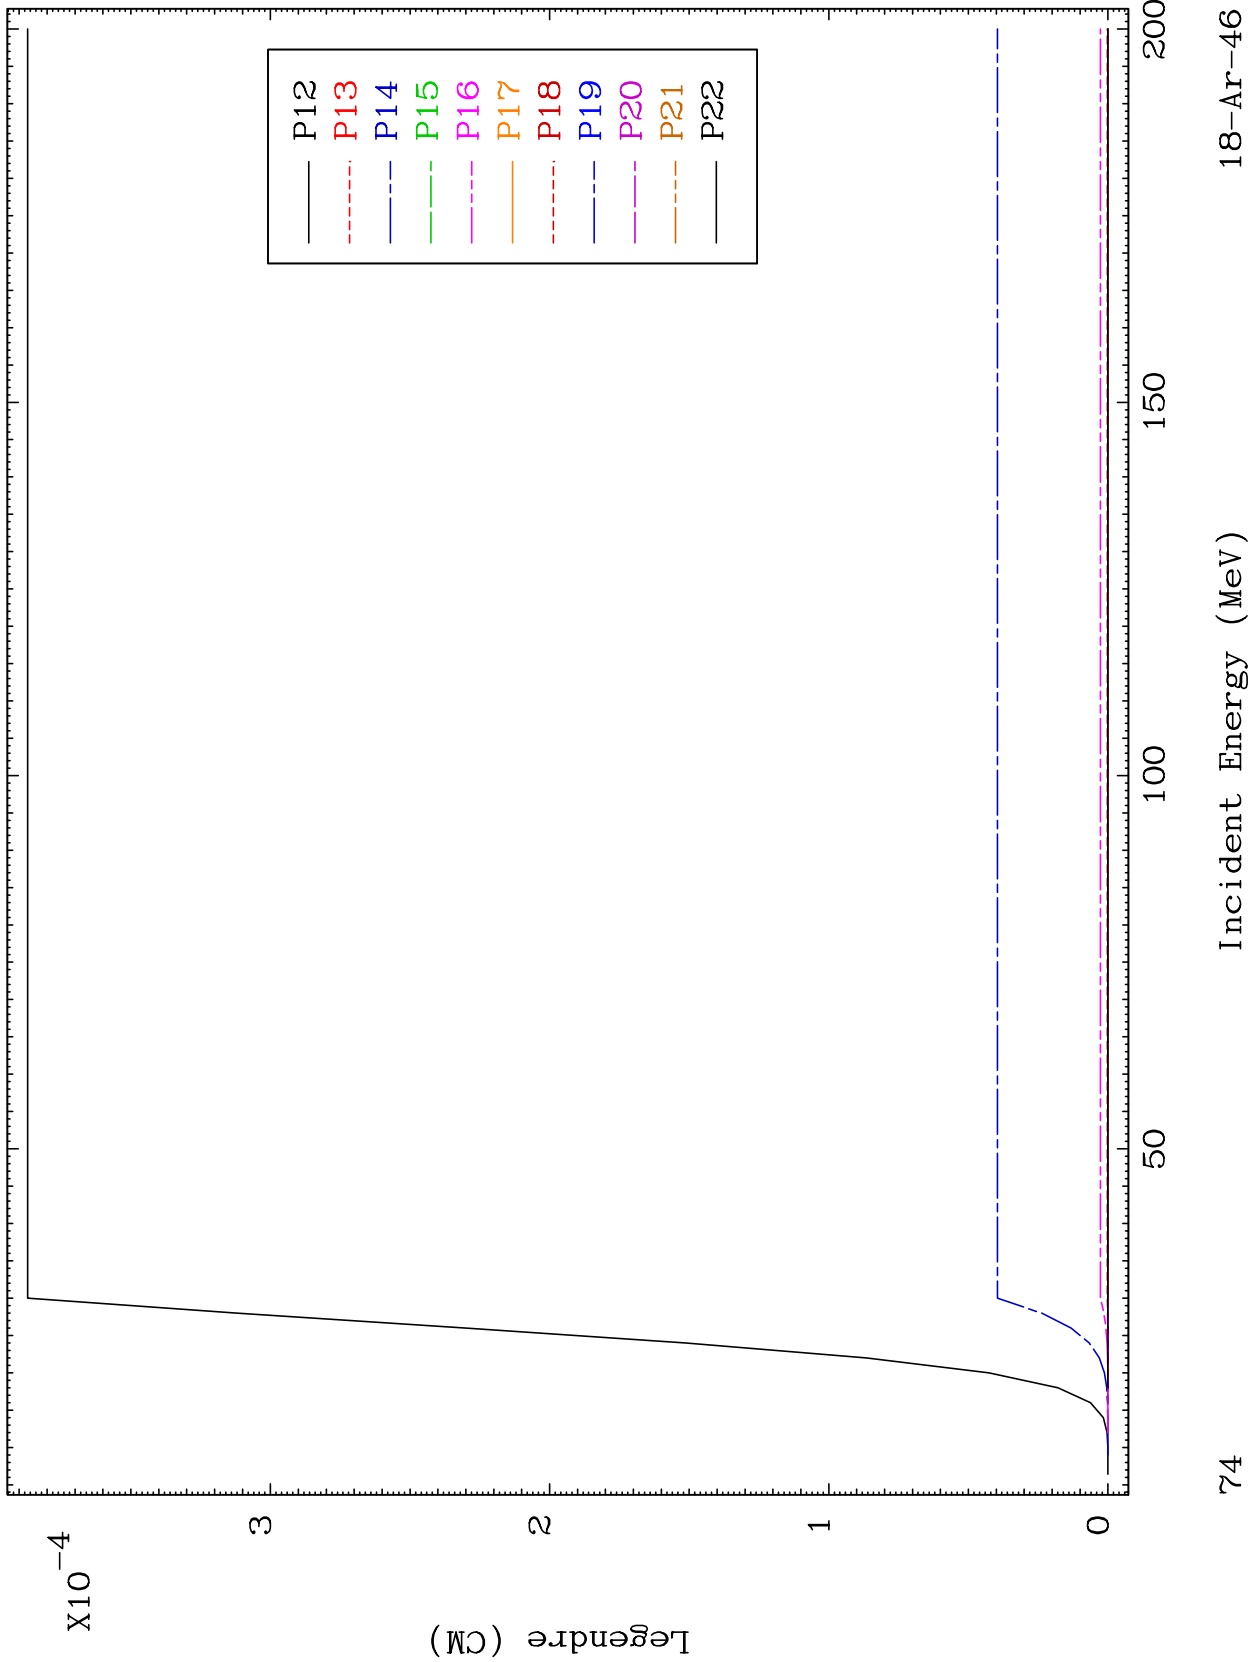 X10-4
3
2
1
0
Legendre (CM)
P12
P13
P14
P15
P16
P17
P18
P19
P20
P21
P22
50
100
150
200
Incident Energy (MeV)
74
18-Ar-46